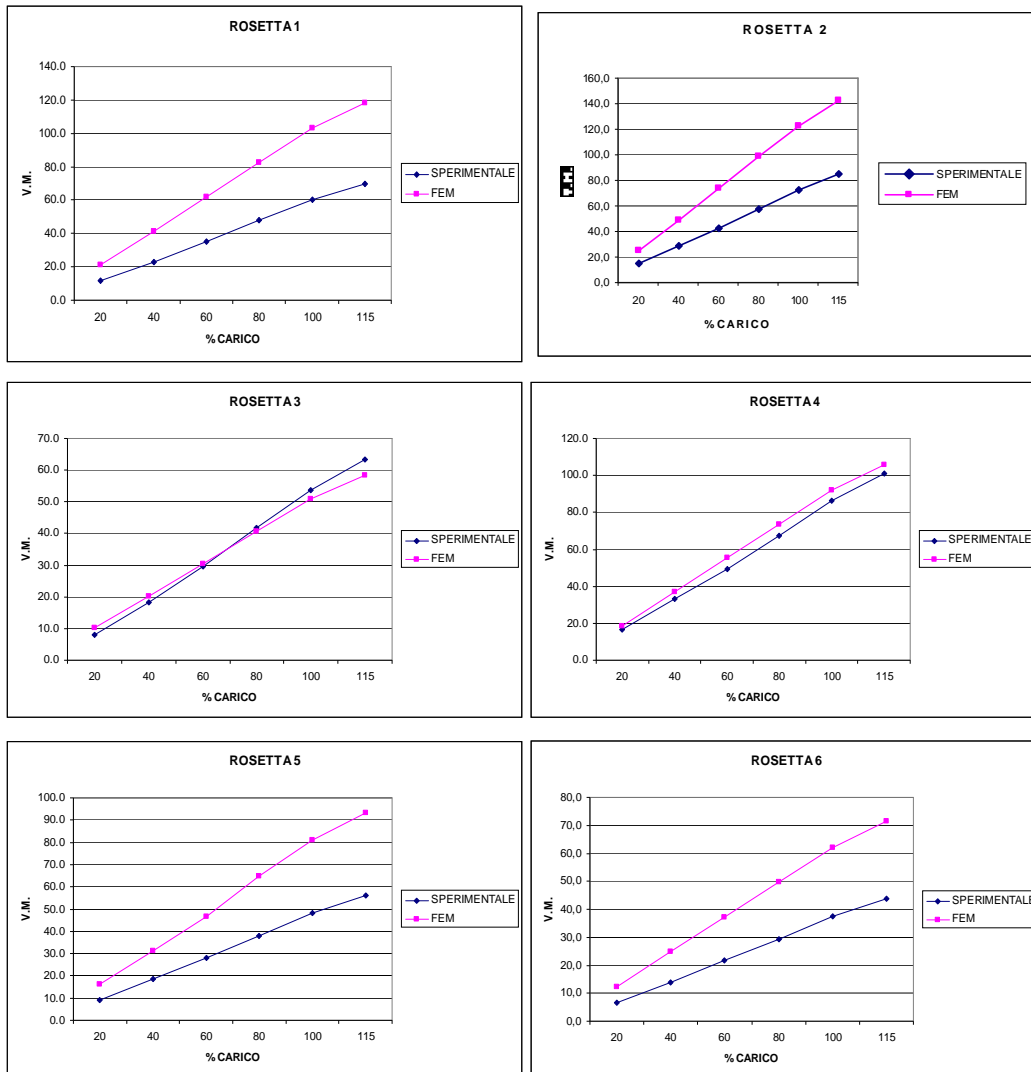 ROSETTA 1
140.0
120.0
100.0
80.0
60.0
40.0
20.0
0.0
V.M.
20 40 60 80 100 115
% CARICO
SPERIMENTALE
FEM
ROSETTA 2
160,0
140,0
120,0
100,0
80,0
60,0
40,0
20,0
0,0
20 40 60 80 100 115
% CARICO
SPERIMENTALE
FEM
ROSETTA 3
70.0
60.0
50.0
40.0
30.0
20.0
10.0
0.0
V.M.
20 40 60 80 100 115
% CARICO
SPERIMENTALE
FEM
ROSETTA 4
120.0
100.0
80.0
60.0
40.0
20.0
0.0
V.M.
20 40 60 80 100 115
% CARICO
SPERIMENTALE
FEM
ROSETTA 5
100.0
90.0
80.0
70.0
60.0
50.0
40.0
30.0
20.0
10.0
0.0
V.M.
20 40 60 80 100 115
% CARICO
SPERIMENTALE
FEM
ROSETTA 6
80,0
70,0
60,0
50,0
40,0
30,0
20,0
10,0
0,0
V.M.
20 40 60 80 100 115
% CARICO
SPERIMENTALE
FEM